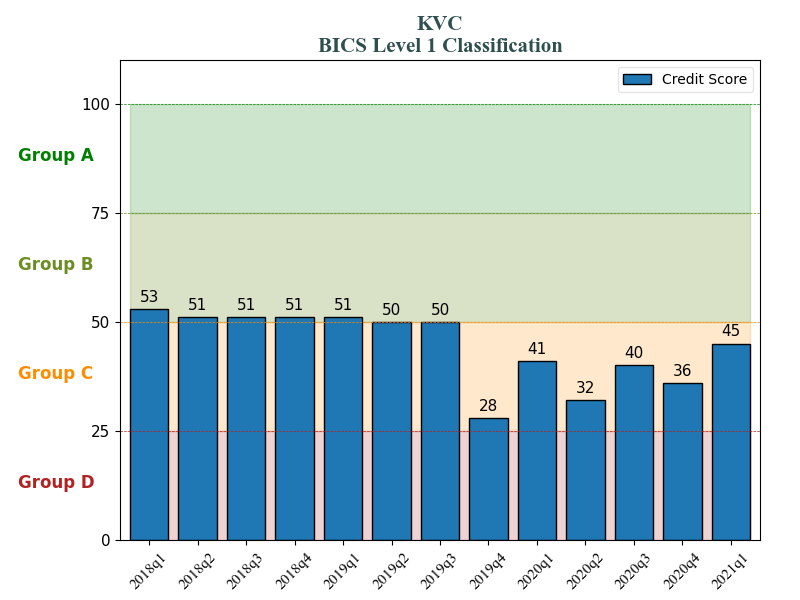 KVC
BICS Level 1 Classification
Credit Score
100
Group A
75
Group B
53 51 51 51 51 50 50 28 41 32 40 36 45
50
Group C
25
Group D
0
2018q1 2018q2 2018q3 2018q4 2019q1 2019q2 2019q3 2019q4 2020q1 2020q2 2020q3 2020q4 2021q1